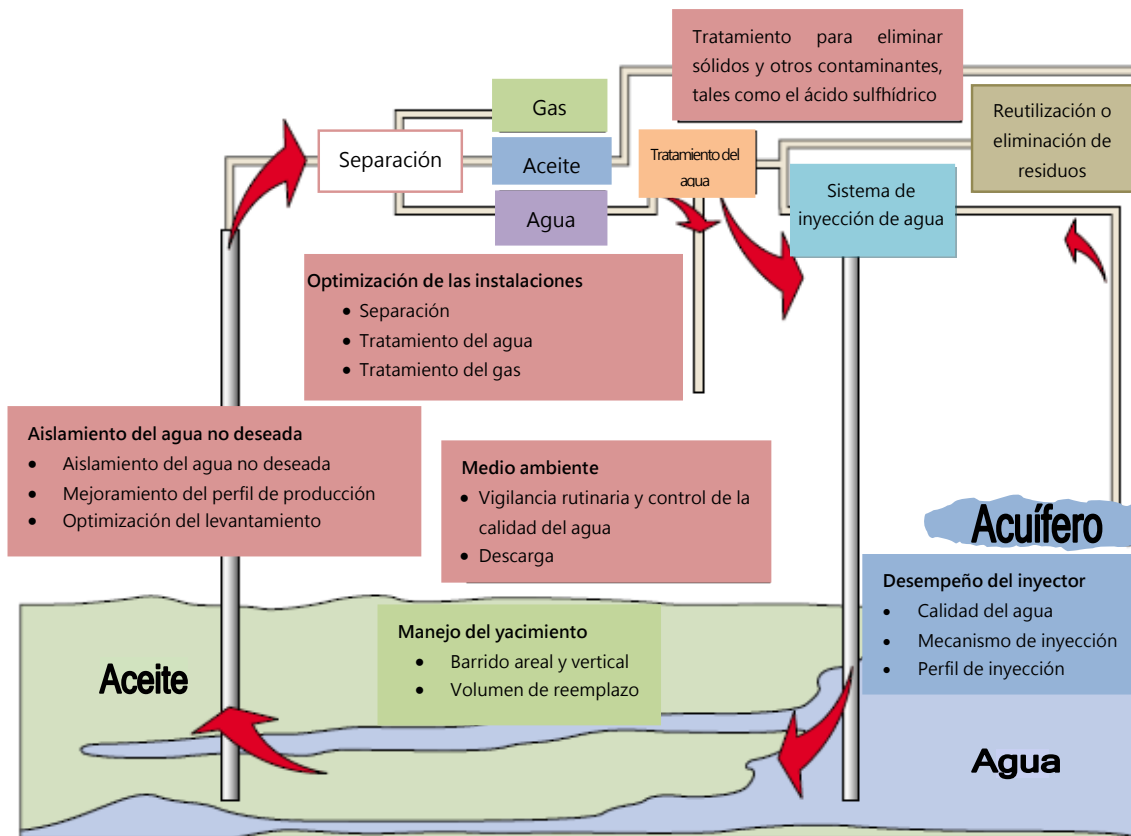 Tratamiento para eliminar
sólidos y otros contaminantes,
tales como el ácido sulfhídrico
Gas
Separación
Aceite
Agua
Tratamiento del
agua
Sistema de
inyección de agua
Reutilización o
eliminación de
residuos
Optimización de las instalaciones
• Separación
• Tratamiento del agua
• Tratamiento del gas
Aislamiento del agua no deseada
• Aislamiento del agua no deseada
• Mejoramiento del perfil de producción
• Optimización del levantamiento
Medio ambiente
• Vigilancia rutinaria y control de la
calidad del agua
• Descarga
Acuífero
Desempeño del inyector
• Calidad del agua
• Mecanismo de inyección
• Perfil de inyección
Manejo del yacimiento
• Barrido areal y vertical
• Volumen de reemplazo
Aceite
Agua